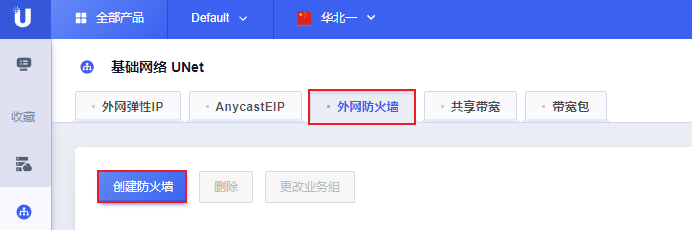 U 全部产品 Default 华北一
基础网络 UNet
收藏
外网弹性IP AnycastEIP 外网防火墙 共享带宽 带宽包
创建防火墙 删除 更改业务组